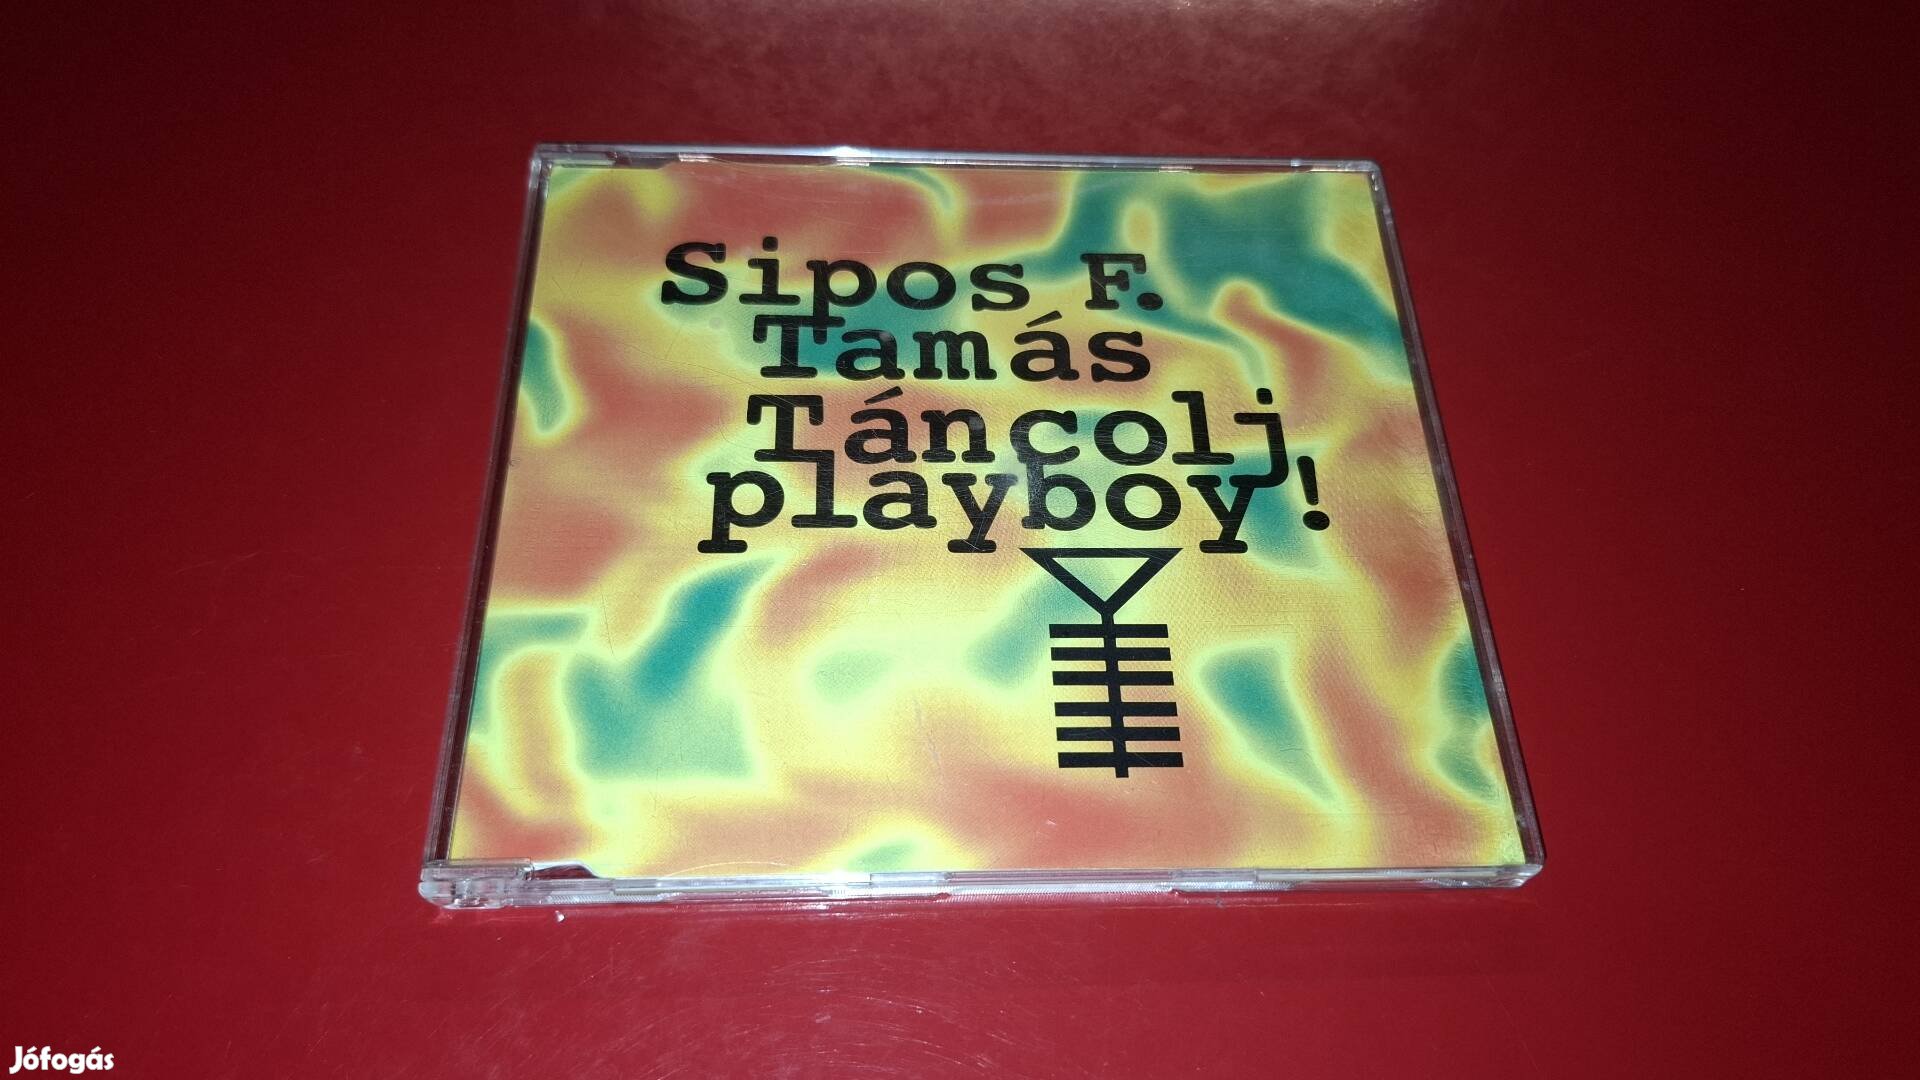 Sipos F.
Tamás
Táncolj
playboy!
Jófogás